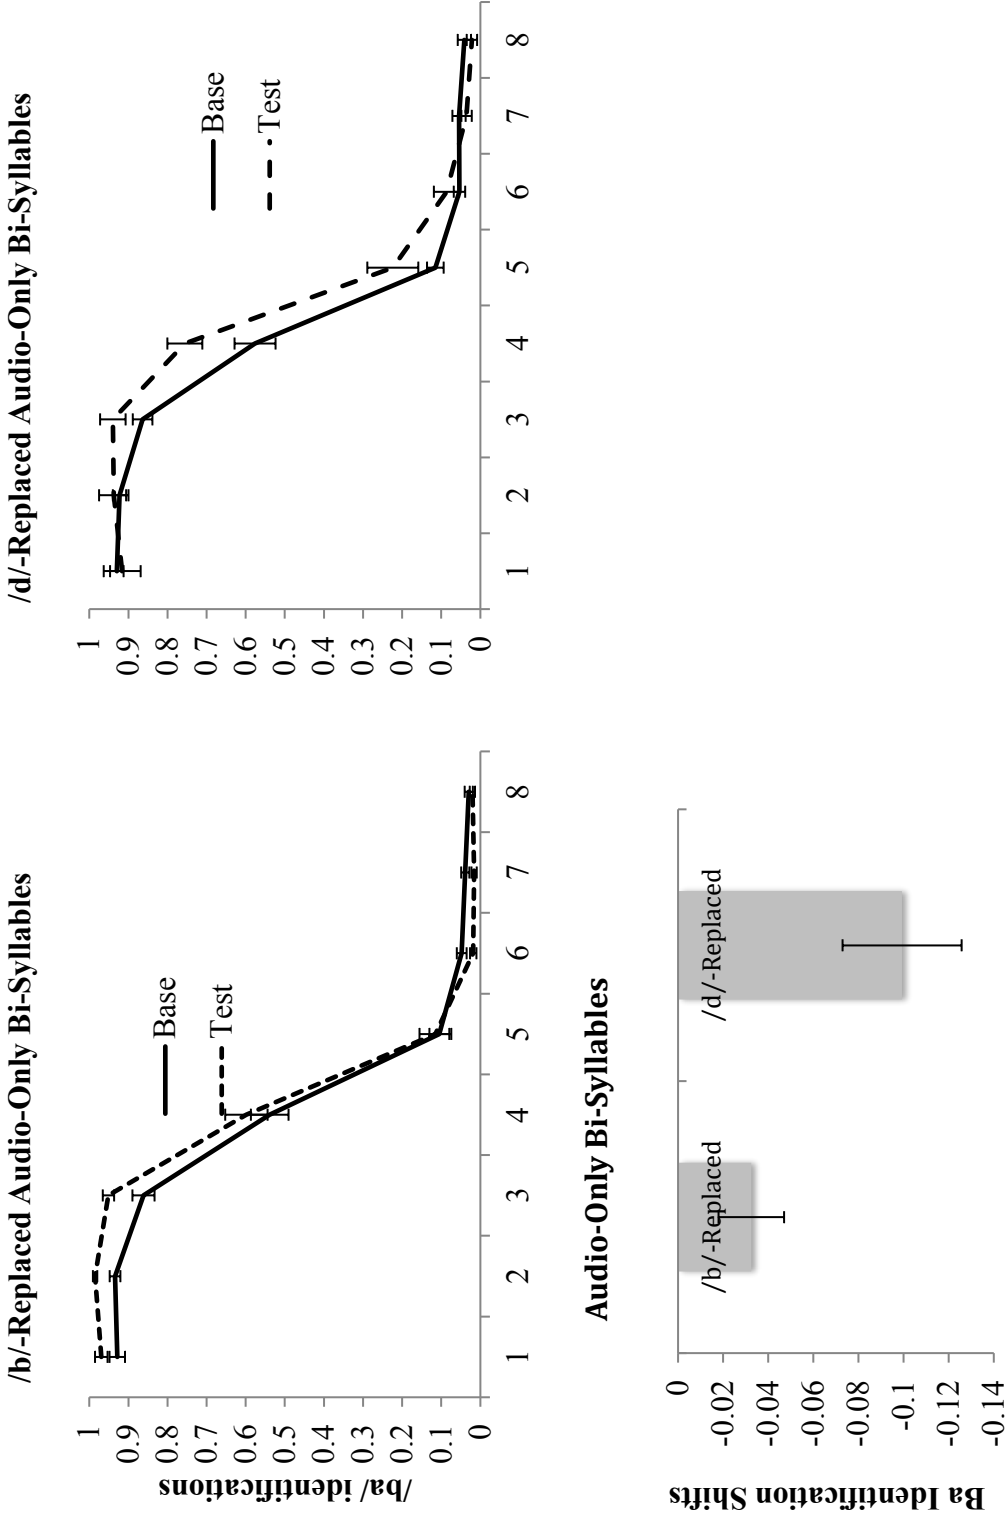 /b/-Replaced Audio-Only Bi-Syllables
/ba/ identifications
1
0.9
0.8
0.7
0.6
0.5
0.4
0.3
0.2
0.1
0
1 2 3 4 5 6 7 8
Base
Test
/d/-Replaced Audio-Only Bi-Syllables
1
0.9
0.8
0.7
0.6
0.5
0.4
0.3
0.2
0.1
0
1 2 3 4 5 6 7 8
Base
Test
Audio-Only Bi-Syllables
Ba Identification Shifts
0
-0.02
-0.04
-0.06
-0.08
-0.1
-0.12
-0.14
/b/-Replaced /d/-Replaced